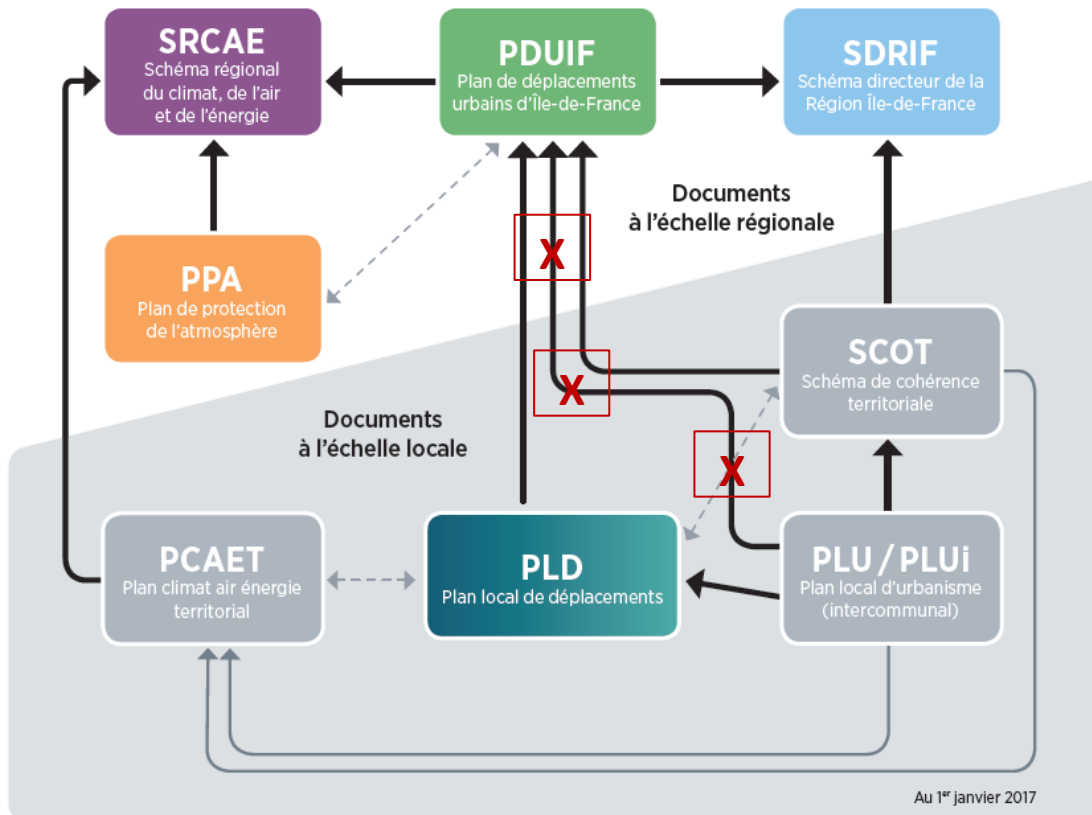 SRCAE
Schéma régional
du climat, de l'air
et de l'énergie
PDUIF
Plan de déplacements
urbains d'Île-de-France
SDRIF
Schéma directeur de la
Région Île-de-France
Documents
à l'échelle régionale
X
PPA
Plan de protection
de l'atmosphère
SCOT
Schéma de cohérence
territoriale
X
Documents
à l'échelle locale
X
PCAET
Plan climat air énergie
territorial
PLD
Plan local de déplacements
PLU / PLUi
Plan local d'urbanisme
(intercommunal)
Au 1er janvier 2017